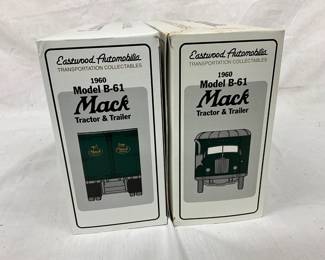 Eastwood Automobilia
TRANSPORTATION COLLECTABLES
1960
Model B-61
Mack
Tractor & Trailer
Eastwood Automobilia
TRANSPORTATION COLLECTABLES
1960
Model B-61
Mack
Tractor & Trailer